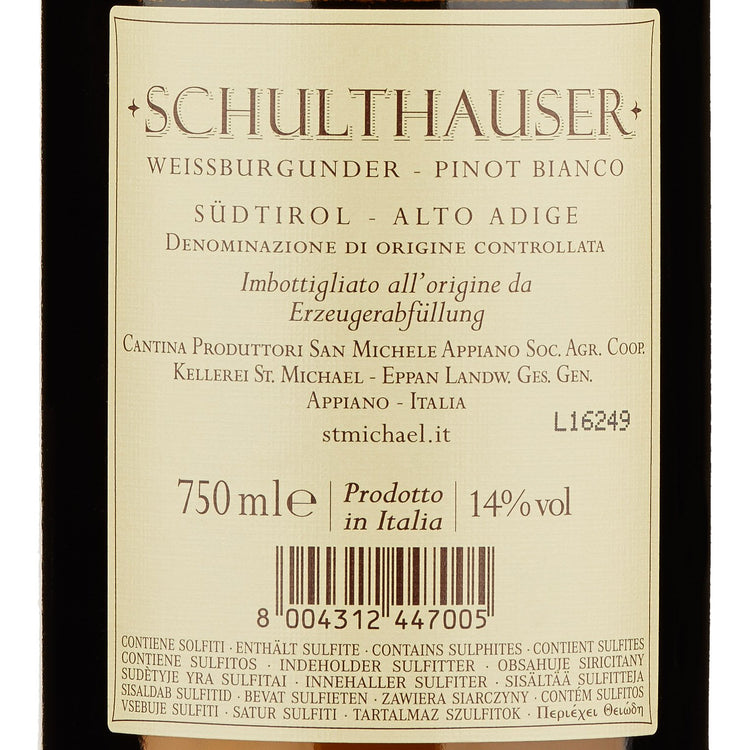 SCHULTHAUSER
WEISSBURGUNDER - PINOT BIANCO
SÜDTIROL - ALTO ADIGE
DENOMINAZIONE DI ORIGINE CONTROLLATA
Imbottigliato all'origine da
Erzeugerabfüllung
CANTINA PRODUTTORI SAN MICHELE APPIANO SOC. AGR. COOP.
KELLEREI ST. MICHAEL - EPPAN LANDW. GES. GEN.
APPIANO - ITALIA
L16249
stmichael.it
750 ml e Prodotto in Italia 14% vol
8 004312 447005
CONTIENE SOLFITI · ENTHÄLT SULFITE · CONTAINS SULPHITES · CONTIENT SULFITES
CONTIENE SULFITOS · INDEHOLDER SULFITTER · OBSAHUJE SIRICITANY
SUDĖTYJE YRA SULFITAI · INNEHALLER SULFITER · SISÄLTÄÄ SULFITTEJA
SISALDAB SULFITID · BEVAT SULFIETEN · ZAWIERA SIARCZYNY · CONTÉM SULFITOS
VSEBUJE SULFITI · SATUR SULFITI · TARTALMAZ SZULFITOK · Περιέχει Θειώδη